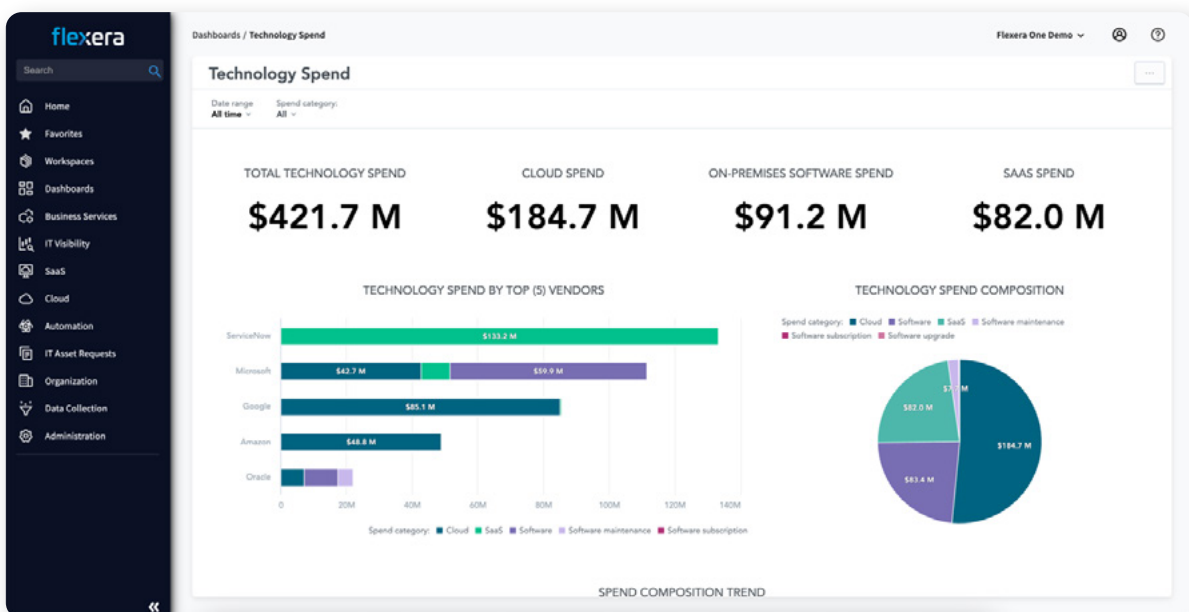 flexera
Search
Home
Favorites
Workspaces
Dashboards
Business Services
IT Visibility
SaaS
Cloud
Automation
IT Asset Requests
Organization
Data Collection
Administration
Dashboards / Technology Spend
Flexera One Demo
Technology Spend
Date range
All time
Spend category:
All
TOTAL TECHNOLOGY SPEND
$421.7 M
CLOUD SPEND
$184.7 M
ON-PREMISES SOFTWARE SPEND
$91.2 M
SAAS SPEND
$82.0 M
TECHNOLOGY SPEND BY TOP (5) VENDORS
ServiceNow
$133.2 M
Microsoft
$42.7 M
$59.9 M
Google
$85.1 M
Amazon
$48.8 M
Oracle
0 20M 40M 60M 80M 100M 120M 140M
Spend category: Cloud SaaS Software Software maintenance Software subscription
TECHNOLOGY SPEND COMPOSITION
Spend category: Cloud Software SaaS Software maintenance
Software subscription Software upgrade
$82.0 M
$184.7 M
$83.4 M
SPEND COMPOSITION TREND